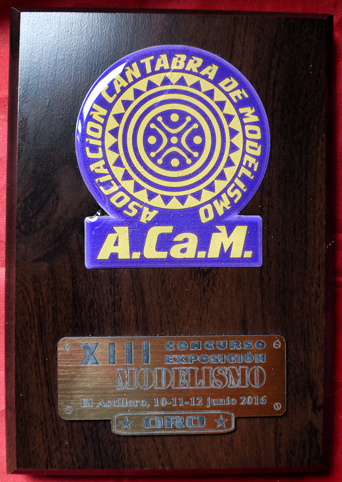 ASOCIACION CANTABRA DE MODELISMO
A.Ca.M.
XIII CONCURSO
EXPOSICIÓN
MODELISMO
El Astillero, 10-11-12 junio 2016
ORO